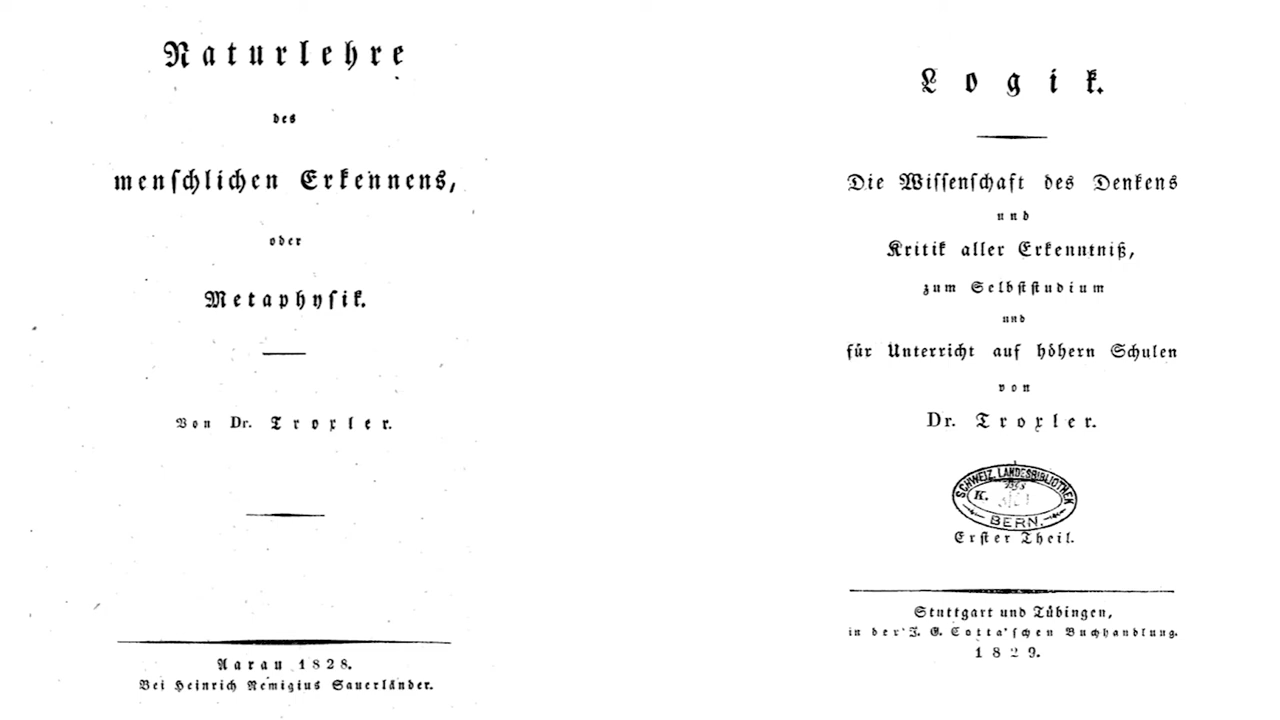 Naturlehre
des
menſchlichen Erkennens,
oder
Metaphyſik.
Von Dr. Troxler.
Aarau 1828.
Bei Heinrich Remigius Sauerländer.
Logik.
Die Wiſſenſchaft des Denkens
und
Kritik aller Erkenntniß,
zum Selbſtſtudium
und
für Unterricht auf höhern Schulen
von
Dr. Troxler.
SCHWEIZ. LANDESBIBLIOTHEK
K.
BERN.
Erſter Theil.
Stuttgart und Tübingen,
in der J. G. Cotta'ſchen Buchhandlung.
1829.